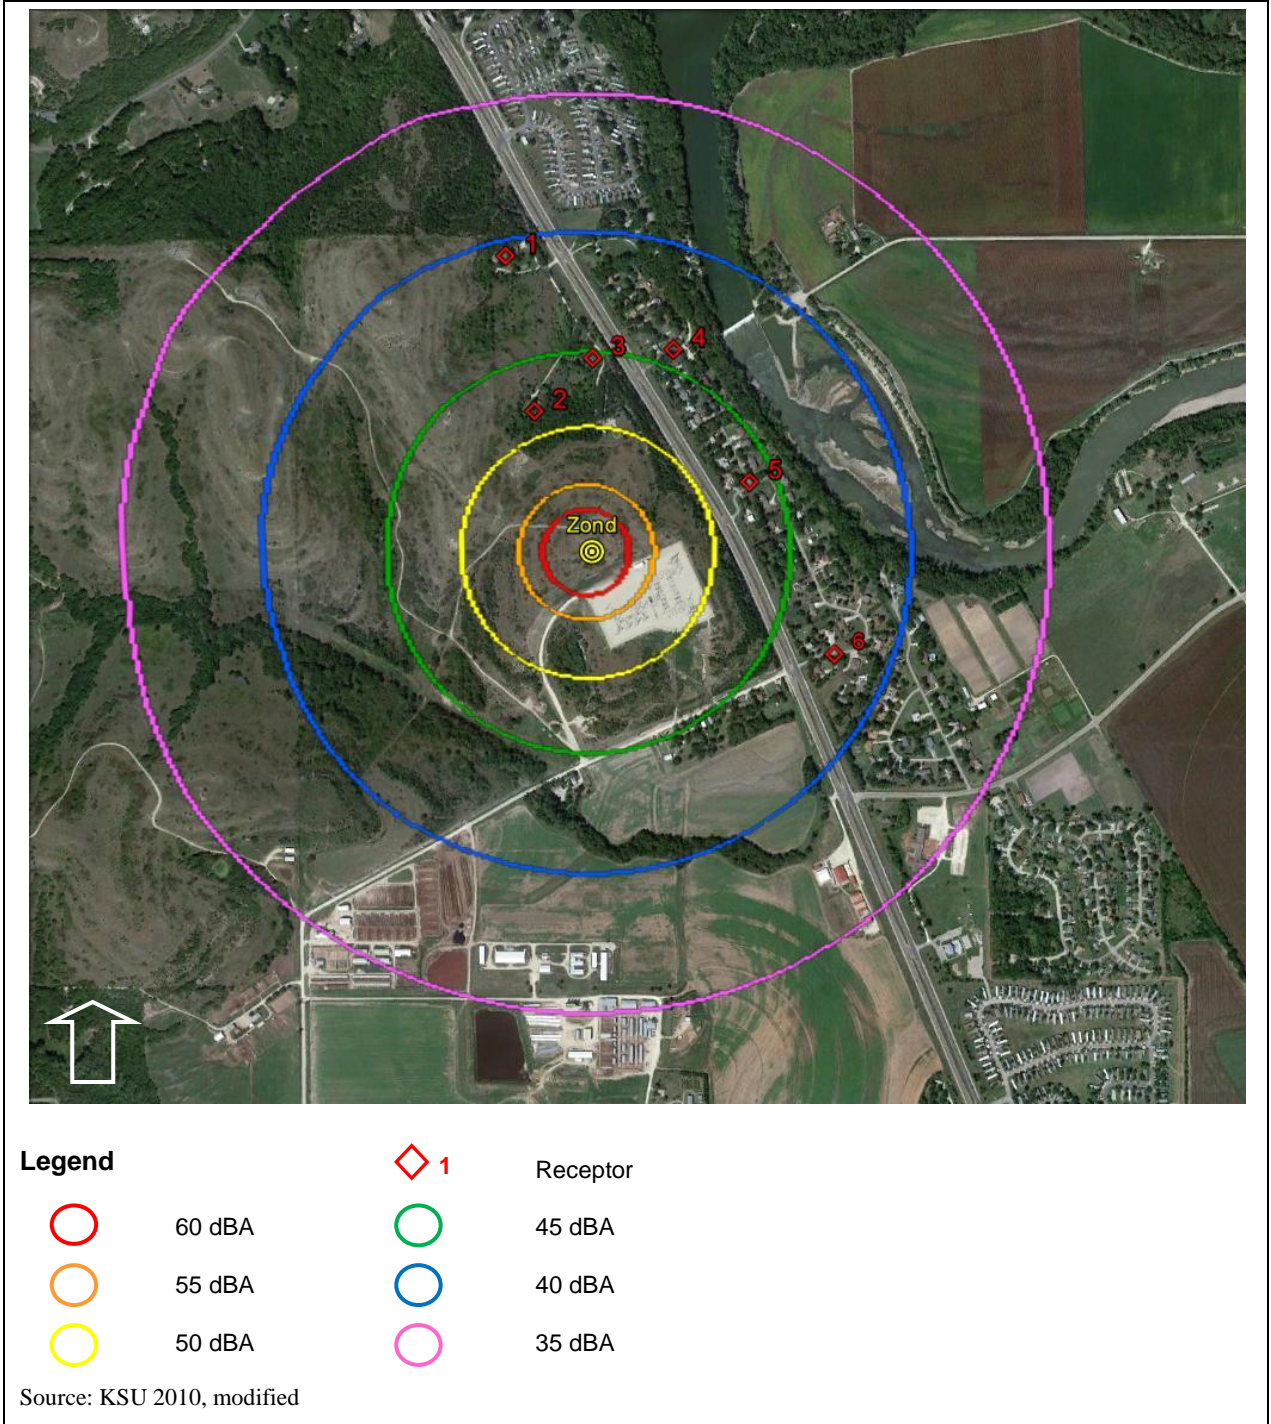 1
3
4
2
5
Zond
6
Legend
1 Receptor
60 dBA 45 dBA
55 dBA 40 dBA
50 dBA 35 dBA
Source: KSU 2010, modified